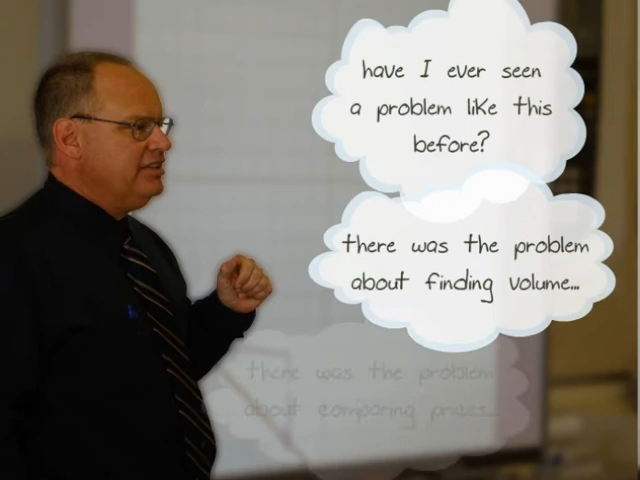 have I ever seen
a problem like this
before?
there was the problem
about finding volume...
there was the problem
about comparing prices...